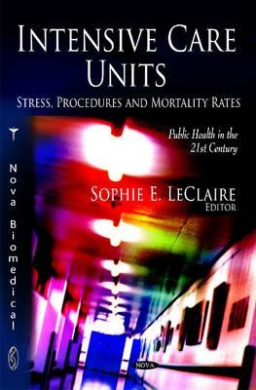 INTENSIVE CARE
UNITS
STRESS, PROCEDURES AND MORTALITY RATES
Public Health in the
21st Century
SOPHIE E. LECLAIRE
EDITOR
Nova Biomedical
NOVA